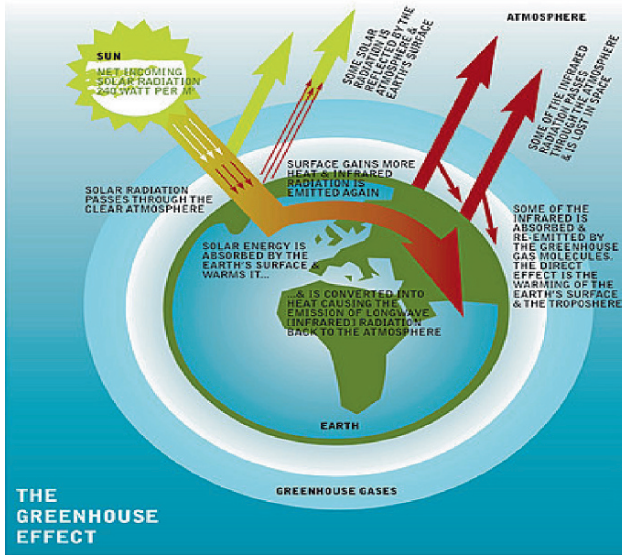 SUN
NET INCOMING
SOLAR RADIATION
240 WATT PER M²
SOME SOLAR
RADIATION IS
REFLECTED BY THE
ATMOSPHERE &
EARTH'S SURFACE
ATMOSPHERE
SOME OF THE INFRARED
RADIATION PASSES
THROUGH THE ATMOSPHERE
& IS LOST IN SPACE
SOLAR RADIATION
PASSES THROUGH THE
CLEAR ATMOSPHERE
SURFACE GAINS MORE
HEAT & INFRARED
RADIATION IS
EMITTED AGAIN
SOLAR ENERGY IS
ABSORBED BY THE
EARTH'S SURFACE &
WARMS IT...
...& IS CONVERTED INTO
HEAT CAUSING THE
EMISSION OF LONGWAVE
[INFRARED] RADIATION
BACK TO THE ATMOSPHERE
SOME OF THE
INFRARED IS
ABSORBED &
RE-EMITTED BY
THE GREENHOUSE
GAS MOLECULES.
THE DIRECT
EFFECT IS THE
WARMING OF THE
EARTH'S SURFACE
& THE TROPOSHERE
EARTH
GREENHOUSE GASES
THE
GREENHOUSE
EFFECT